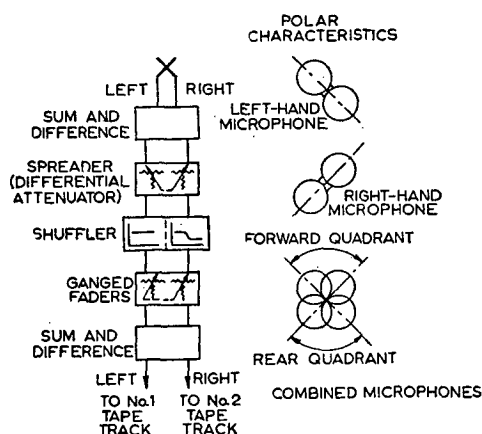 POLAR
CHARACTERISTICS
LEFT RIGHT
SUM AND
DIFFERENCE
LEFT-HAND
MICROPHONE
SPREADER
(DIFFERENTIAL
ATTENUATOR)
RIGHT-HAND
MICROPHONE
SHUFFLER
FORWARD QUADRANT
GANGED
FADERS
SUM AND
DIFFERENCE
REAR QUADRANT
LEFT RIGHT
COMBINED MICROPHONES
TO No.1 TO No.2
TAPE TAPE
TRACK TRACK